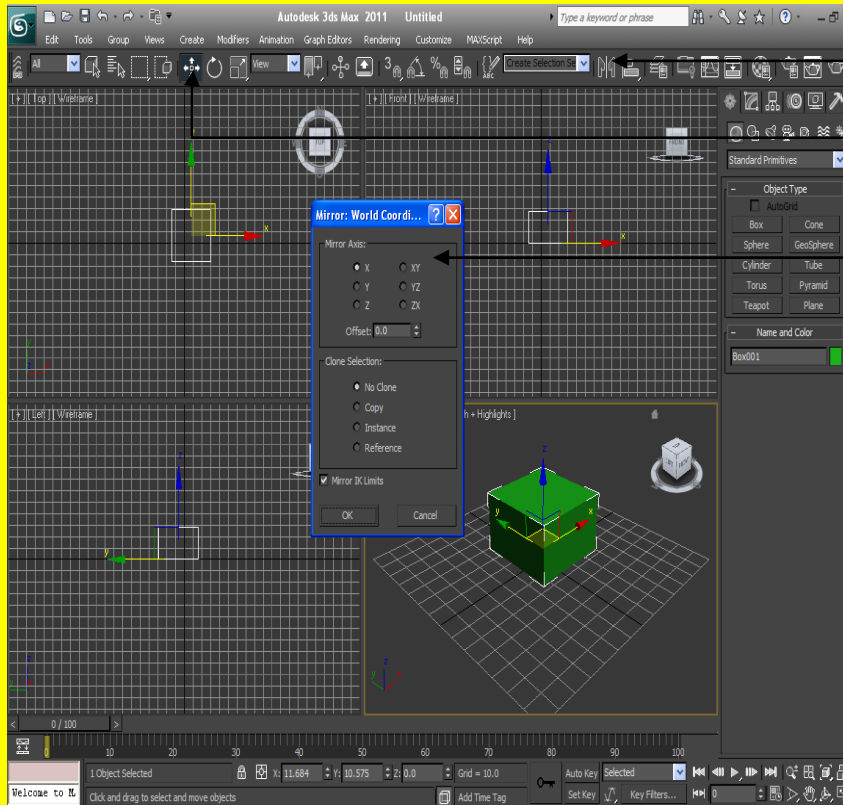 Autodesk 3ds Max 2011 Untitled
Type a keyword or phrase
Edit Tools Group Views Create Modifiers Animation Graph Editors Rendering Customize MAXScript Help
All View 3 % ABC Create Selection Se
[ + ] [ Top ] [ Wireframe ]
[ + ] [ Front ] [ Wireframe ]
TOP
FRONT
Standard Primitives
Object Type
AutoGrid
Box Cone
Sphere GeoSphere
Cylinder Tube
Torus Pyramid
Teapot Plane
Name and Color
Box001
x
z
x
y
x
Mirror: World Coordi...
Mirror Axis:
X XY
Y YZ
Z ZX
Offset: 0.0
Clone Selection:
No Clone
Copy
Instance
Reference
Mirror IK Limits
OK Cancel
[ + ] [ Left ] [ Wireframe ]
h + Highlights ]
z
y
z
y
x
z
y
0 / 100
0 10 20 30 40 50 60 70 80 90 100
1 Object Selected X: 11.684 Y: 10.575 Z: 0.0 Grid = 10.0 Auto Key Selected
Welcome to M. Click and drag to select and move objects Add Time Tag Set Key Key Filters... 0